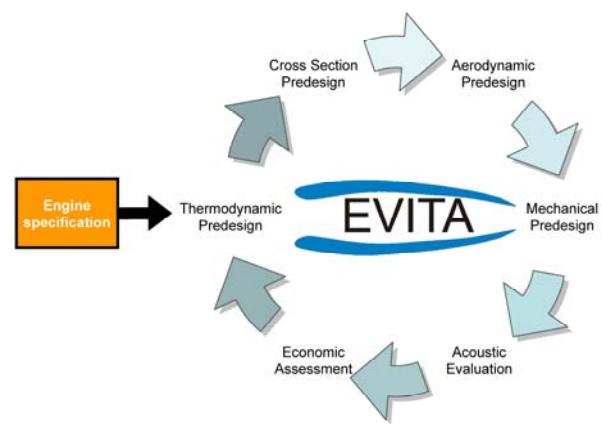 Cross Section
Predesign
Aerodynamic
Predesign
Engine
specification
Thermodynamic
Predesign
EVITA
Mechanical
Predesign
Economic
Assessment
Acoustic
Evaluation